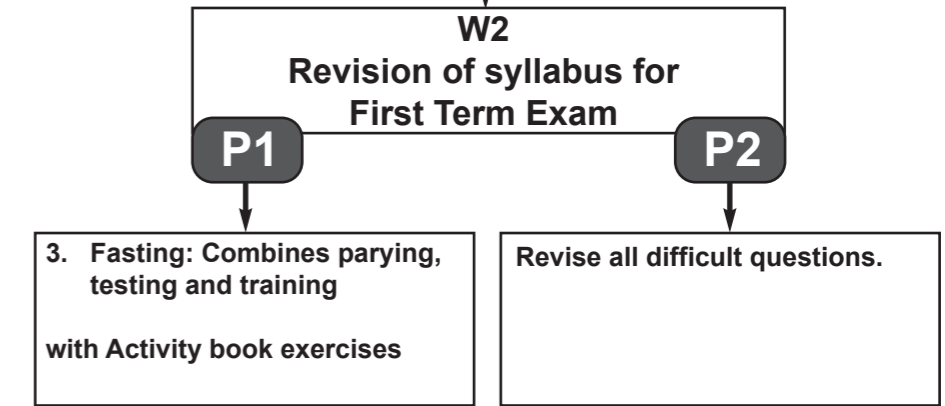 W2
Revision of syllabus for
First Term Exam
P1
P2
3. Fasting: Combines parying,
testing and training
with Activity book exercises
Revise all difficult questions.